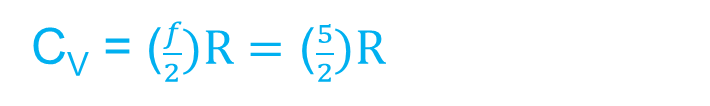 C_V = (f/2)R = (5/2)R